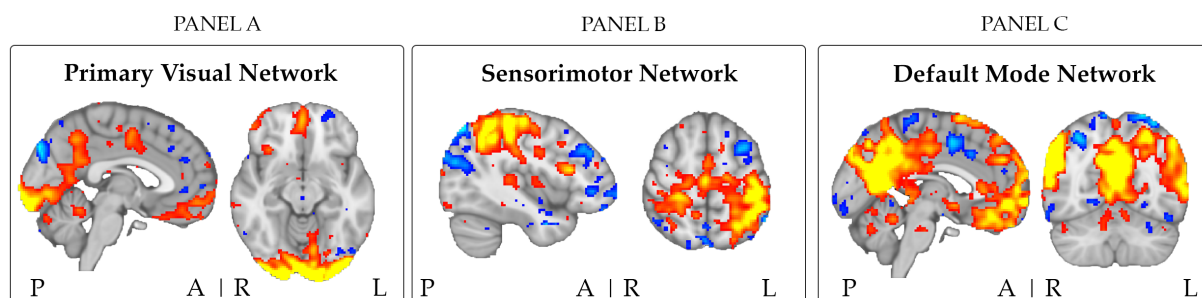 PANEL A
PANEL B
PANEL C
Primary Visual Network
Sensorimotor Network
Default Mode Network
P A | R L
P A | R L
P A | R L